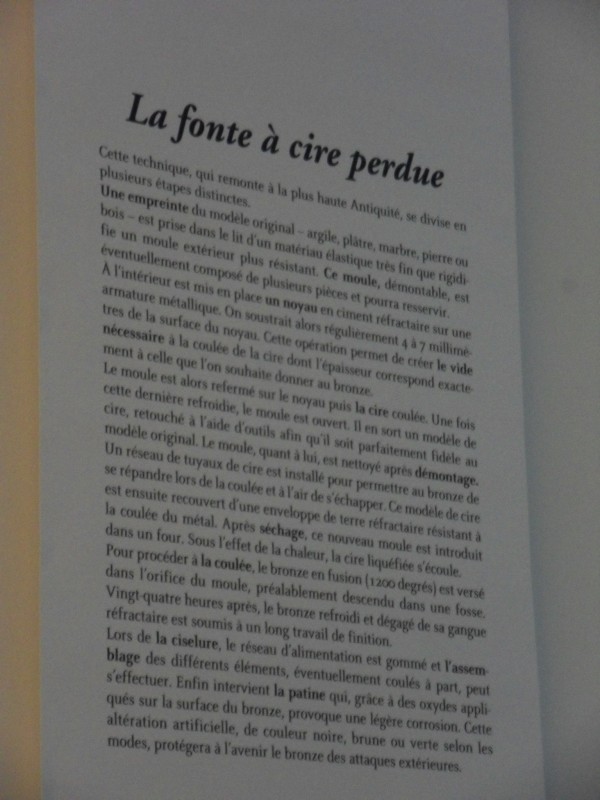 La fonte à cire perdue
Cette technique, qui remonte à la plus haute Antiquité, se divise en
plusieurs étapes distinctes.
Une empreinte du modèle original – argile, plâtre, marbre, pierre ou
bois – est prise dans le lit d'un matériau élastique très fin que rigidi-
fie un moule extérieur plus résistant. Ce moule, démontable, est
éventuellement composé de plusieurs pièces et pourra resservir.
À l'intérieur est mis en place un noyau en ciment réfractaire sur une
armature métallique. On soustrait alors régulièrement 4 à 7 millimè-
tres de la surface du noyau. Cette opération permet de créer le vide
nécessaire à la coulée de la cire dont l'épaisseur correspond exacte-
ment à celle que l'on souhaite donner au bronze.
Le moule est alors refermé sur le noyau puis la cire coulée. Une fois
cette dernière refroidie, le moule est ouvert. Il en sort un modèle de
cire, retouché à l'aide d'outils afin qu'il soit parfaitement fidèle au
modèle original. Le moule, quant à lui, est nettoyé après démontage.
Un réseau de tuyaux de cire est installé pour permettre au bronze de
se répandre lors de la coulée et à l'air de s'échapper. Ce modèle de cire
est ensuite recouvert d'une enveloppe de terre réfractaire résistant à
la coulée du métal. Après séchage, ce nouveau moule est introduit
dans un four. Sous l'effet de la chaleur, la cire liquéfiée s'écoule.
Pour procéder à la coulée, le bronze en fusion (1200 degrés) est versé
dans l'orifice du moule, préalablement descendu dans une fosse.
Vingt-quatre heures après, le bronze refroidi et dégagé de sa gangue
réfractaire est soumis à un long travail de finition.
Lors de la ciselure, le réseau d'alimentation est gommé et l'assem-
blage des différents éléments, éventuellement coulés à part, peut
s'effectuer. Enfin intervient la patine qui, grâce à des oxydes appli-
qués sur la surface du bronze, provoque une légère corrosion. Cette
altération artificielle, de couleur noire, brune ou verte selon les
modes, protégera à l'avenir le bronze des attaques extérieures.